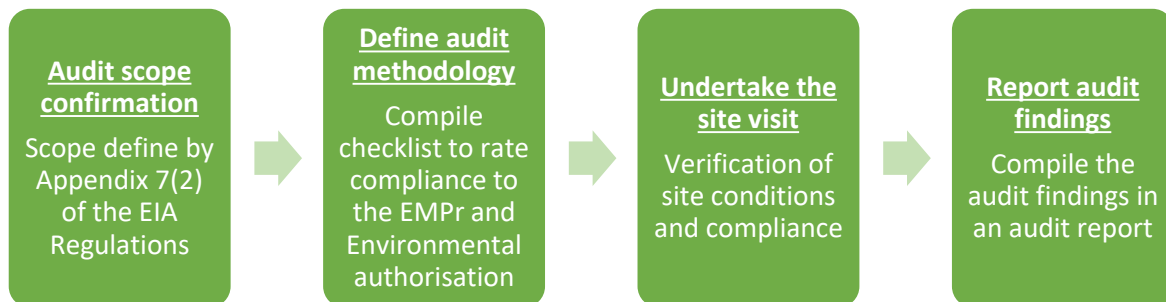 Audit scope
confirmation
Scope define by
Appendix 7(2)
of the EIA
Regulations
Define audit
methodology
Compile
checklist to rate
compliance to
the EMPr and
Environmental
authorisation
Undertake the
site visit
Verification of
site conditions
and compliance
Report audit
findings
Compile the
audit findings in
an audit report